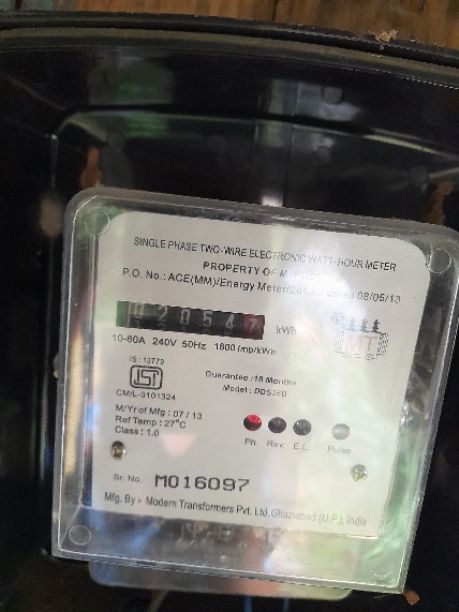 SINGLE PHASE TWO-WIRE ELECTRONIC WATT-HOUR METER
PROPERTY OF
P.O. No.: ACE(MM)/Energy Meter/2013/ dated 08/05/13
020547 kWh
MT
10-60A 240V 50Hz 1600 imp/kWh
IS : 13779
ISI
CM/L-3101324
Guarantee :18 Months
Model :
M/Yr of Mfg : 07 / 13
Ref Temp : 27°C
Class : 1.0
Ph. Rev. E.L. Pulse
Sr. No. M016097
Mfg. By :- Modern Transformers Pvt. Ltd. Ghaziabad (U.P.), India